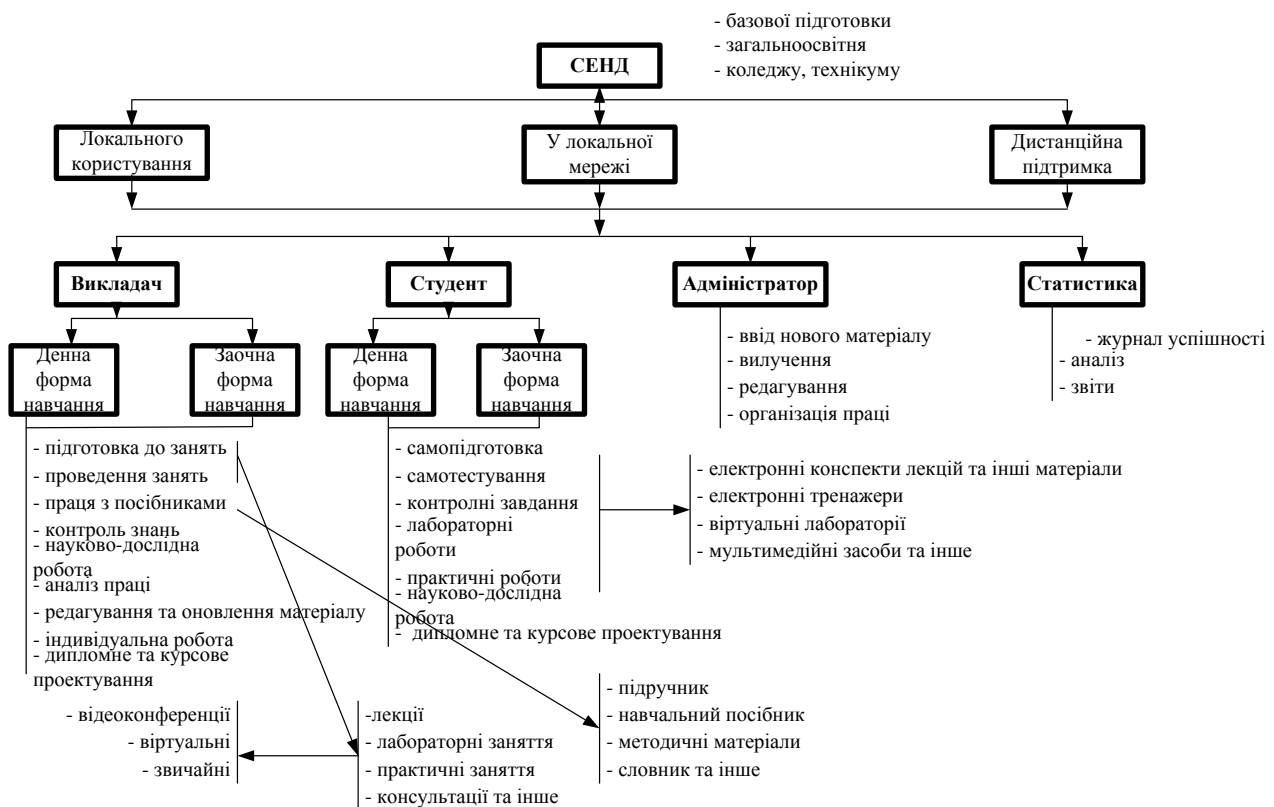 - базової підготовки
- загальноосвітня
- коледжу, технікуму
СЕНД
Локального
користування
У локальної
мережі
Дистанційна
підтримка
Викладач
Студент
Адміністратор
Статистика
Денна
форма
навчання
Заочна
форма
навчання
Денна
форма
навчання
Заочна
форма
навчання
- ввід нового матеріалу
- вилучення
- редагування
- організація праці
- журнал успішності
- аналіз
- звіти
- підготовка до занять
- проведення занять
- праця з посібниками
- контроль знань
- науково-дослідна
робота
- аналіз праці
- редагування та оновлення матеріалу
- індивідуальна робота
- дипломне та курсове
проектування
- самопідготовка
- самотестування
- контролні завдання
- лабораторні
роботи
- практичні роботи
- науково-дослідна
робота
- дипломне та курсове проектування
- електронні конспекти лекцій та інші матеріали
- електронні тренажери
- віртуальні лабораторії
- мультимедійні засоби та інше
- відеоконференції
- віртуальні
- звичайні
-лекції
- лабораторні заняття
- практичні заняття
- консультації та інше
- підручник
- навчальний посібник
- методичні матеріали
- словник та інше